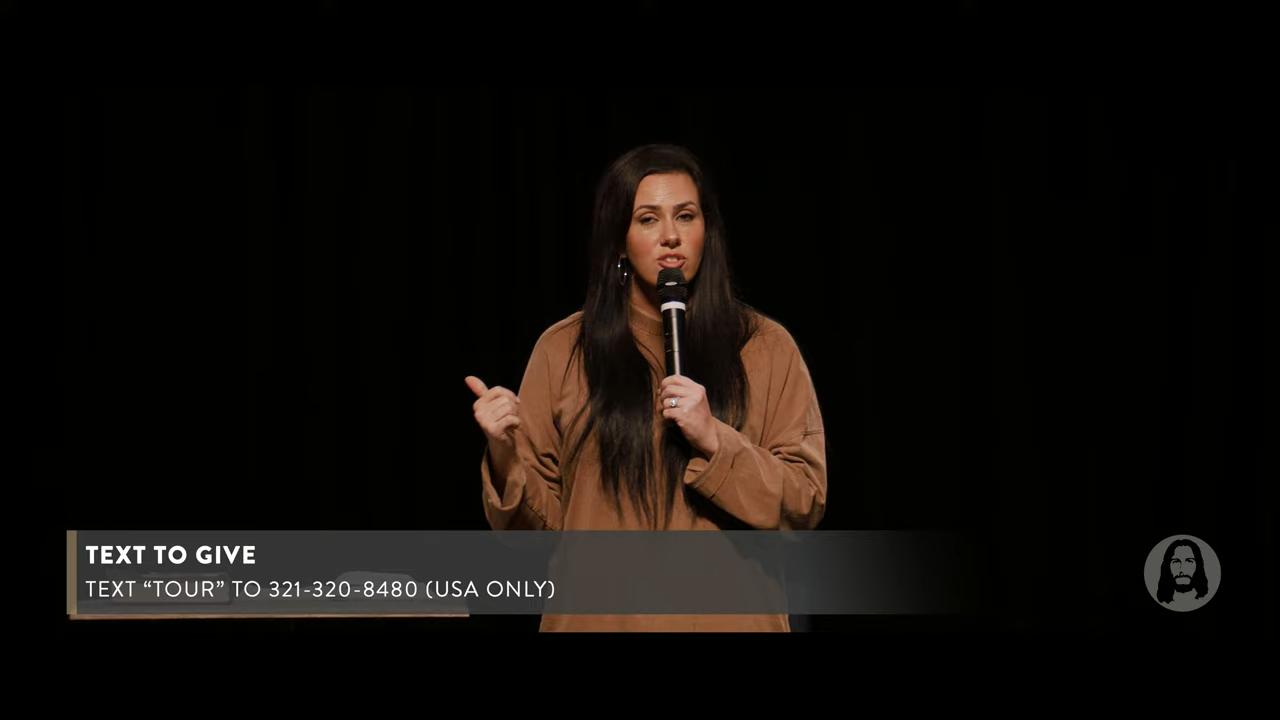 TEXT TO GIVE
TEXT “TOUR” TO 321-320-8480 (USA ONLY)